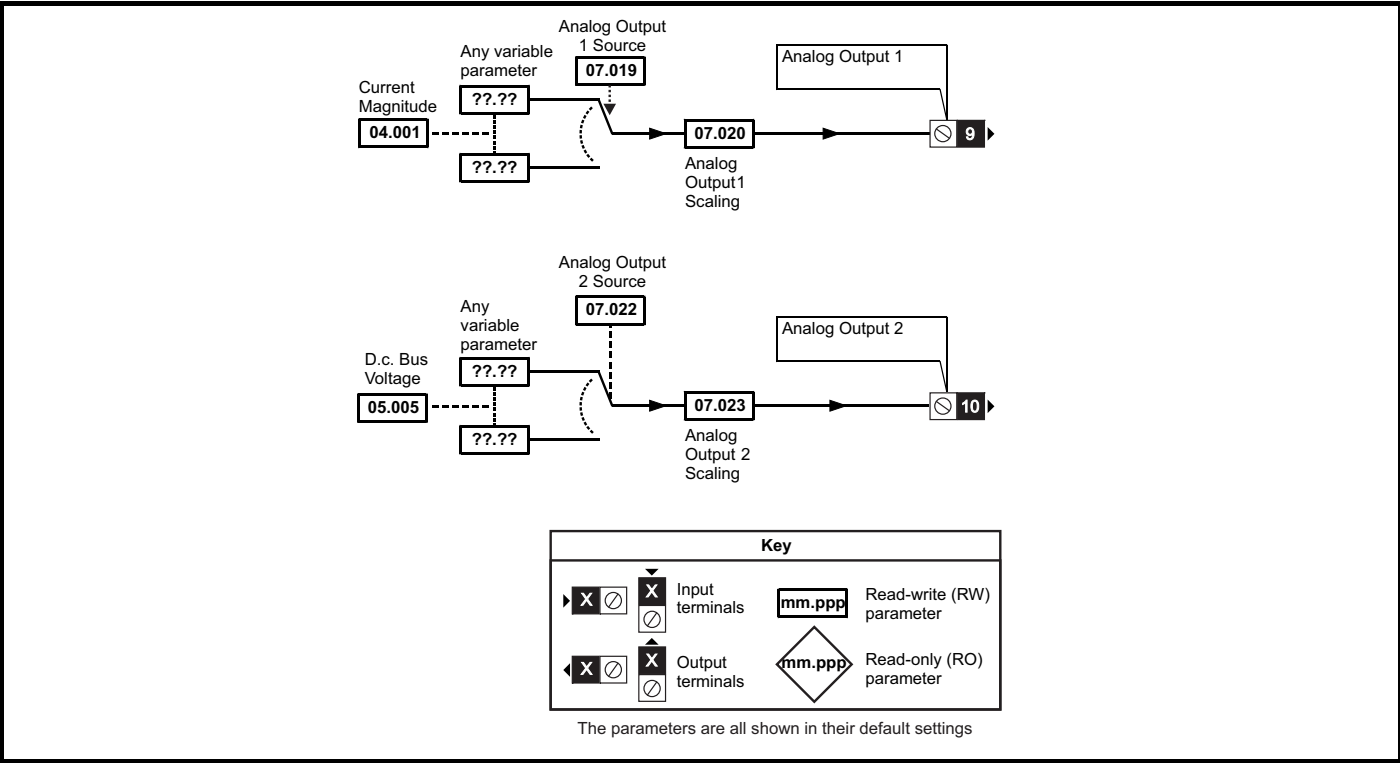 Analog Output
1 Source
07.019
Any variable
parameter
??.??
Current
Magnitude
04.001
??.??
07.020
Analog
Output1
Scaling
Analog Output 1
9
Analog Output
2 Source
07.022
Any
variable
parameter
??.??
D.c. Bus
Voltage
05.005
??.??
07.023
Analog
Output 2
Scaling
Analog Output 2
10
Key
X
X
Input
terminals
mm.ppp
Read-write (RW)
parameter
X
X
Output
terminals
mm.ppp
Read-only (RO)
parameter
The parameters are all shown in their default settings